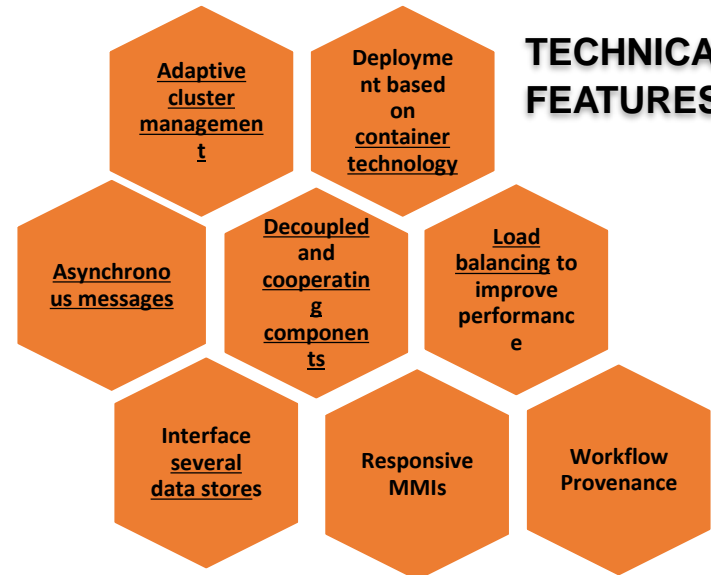 Adaptive
cluster
managemen
t
Deployme
nt based
on
container
technology
TECHNICA
FEATURES
Asynchrono
us messages
Decoupled
and
cooperatin
g
componen
ts
Load
balancing to
improve
performanc
e
Interface
several
data stores
Responsive
MMIs
Workflow
Provenance